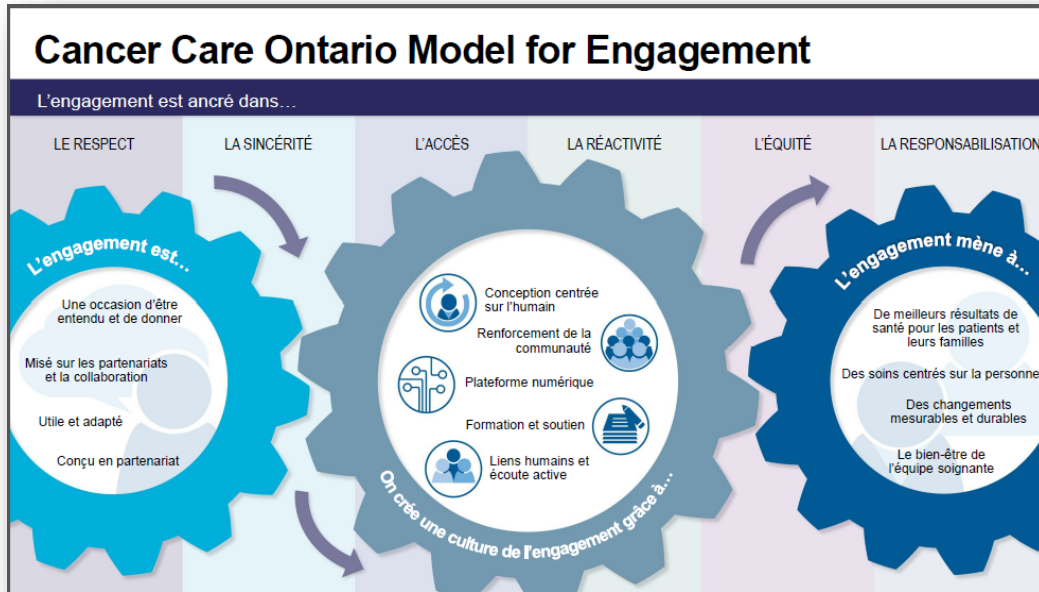 Cancer Care Ontario Model for Engagement
L'engagement est ancré dans...
LE RESPECT
LA SINCÉRITÉ
L'ACCÈS
LA RÉACTIVITÉ
L'ÉQUITÉ
LA RESPONSABILISATION
L'engagement est...
Une occasion d'être
entendu et de donner
Misé sur les partenariats
et la collaboration
Utile et adapté
Conçu en partenariat
Conception centrée
sur l'humain
Renforcement de la
communauté
Plateforme numérique
Formation et soutien
Liens humains et
écoute active
On crée une culture de l'engagement grâce à...
L'engagement mène à...
De meilleurs résultats de
santé pour les patients et
leurs familles
Des soins centrés sur la personne
Des changements
mesurables et durables
Le bien-être de
l'équipe soignante